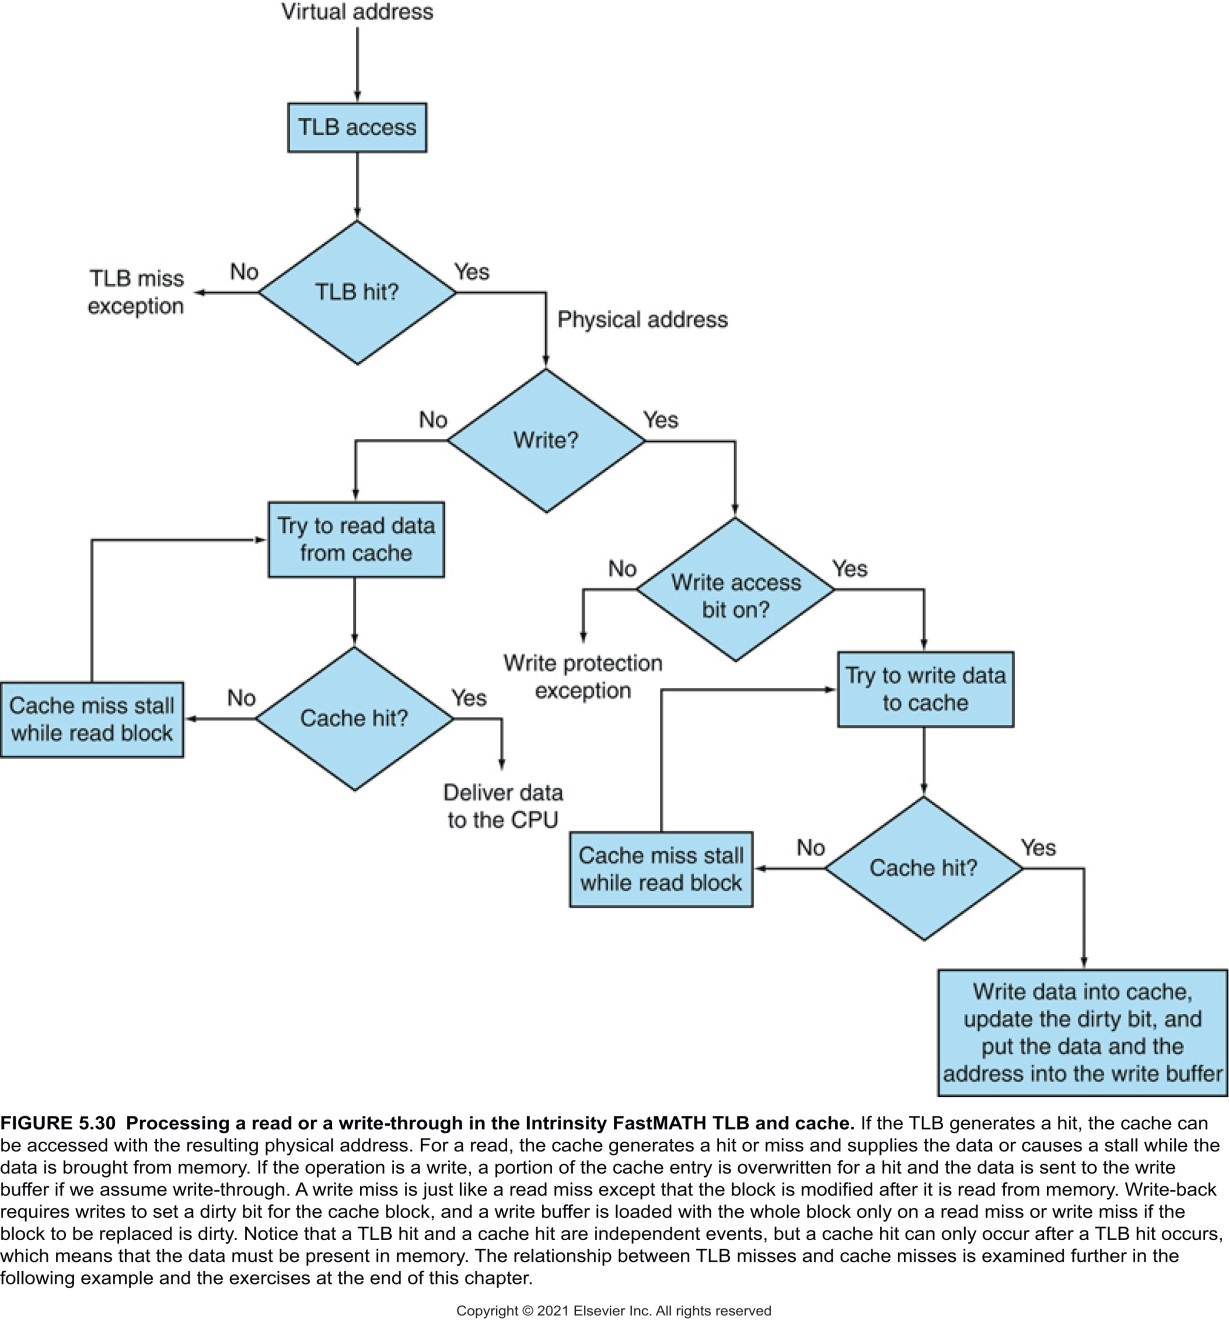 Virtual address
TLB access
TLB hit?
No
Yes
TLB miss
exception
Physical address
Write?
No
Yes
Try to read data
from cache
Write access
bit on?
No
Yes
Write protection
exception
Try to write data
to cache
Cache hit?
No
Yes
Cache miss stall
while read block
Deliver data
to the CPU
Cache hit?
No
Yes
Cache miss stall
while read block
Write data into cache,
update the dirty bit, and
put the data and the
address into the write buffer
FIGURE 5.30 Processing a read or a write-through in the Intrinsity FastMATH TLB and cache. If the TLB generates a hit, the cache can
be accessed with the resulting physical address. For a read, the cache generates a hit or miss and supplies the data or causes a stall while the
data is brought from memory. If the operation is a write, a portion of the cache entry is overwritten for a hit and the data is sent to the write
buffer if we assume write-through. A write miss is just like a read miss except that the block is modified after it is read from memory. Write-back
requires writes to set a dirty bit for the cache block, and a write buffer is loaded with the whole block only on a read miss or write miss if the
block to be replaced is dirty. Notice that a TLB hit and a cache hit are independent events, but a cache hit can only occur after a TLB hit occurs,
which means that the data must be present in memory. The relationship between TLB misses and cache misses is examined further in the
following example and the exercises at the end of this chapter.
Copyright © 2021 Elsevier Inc. All rights reserved